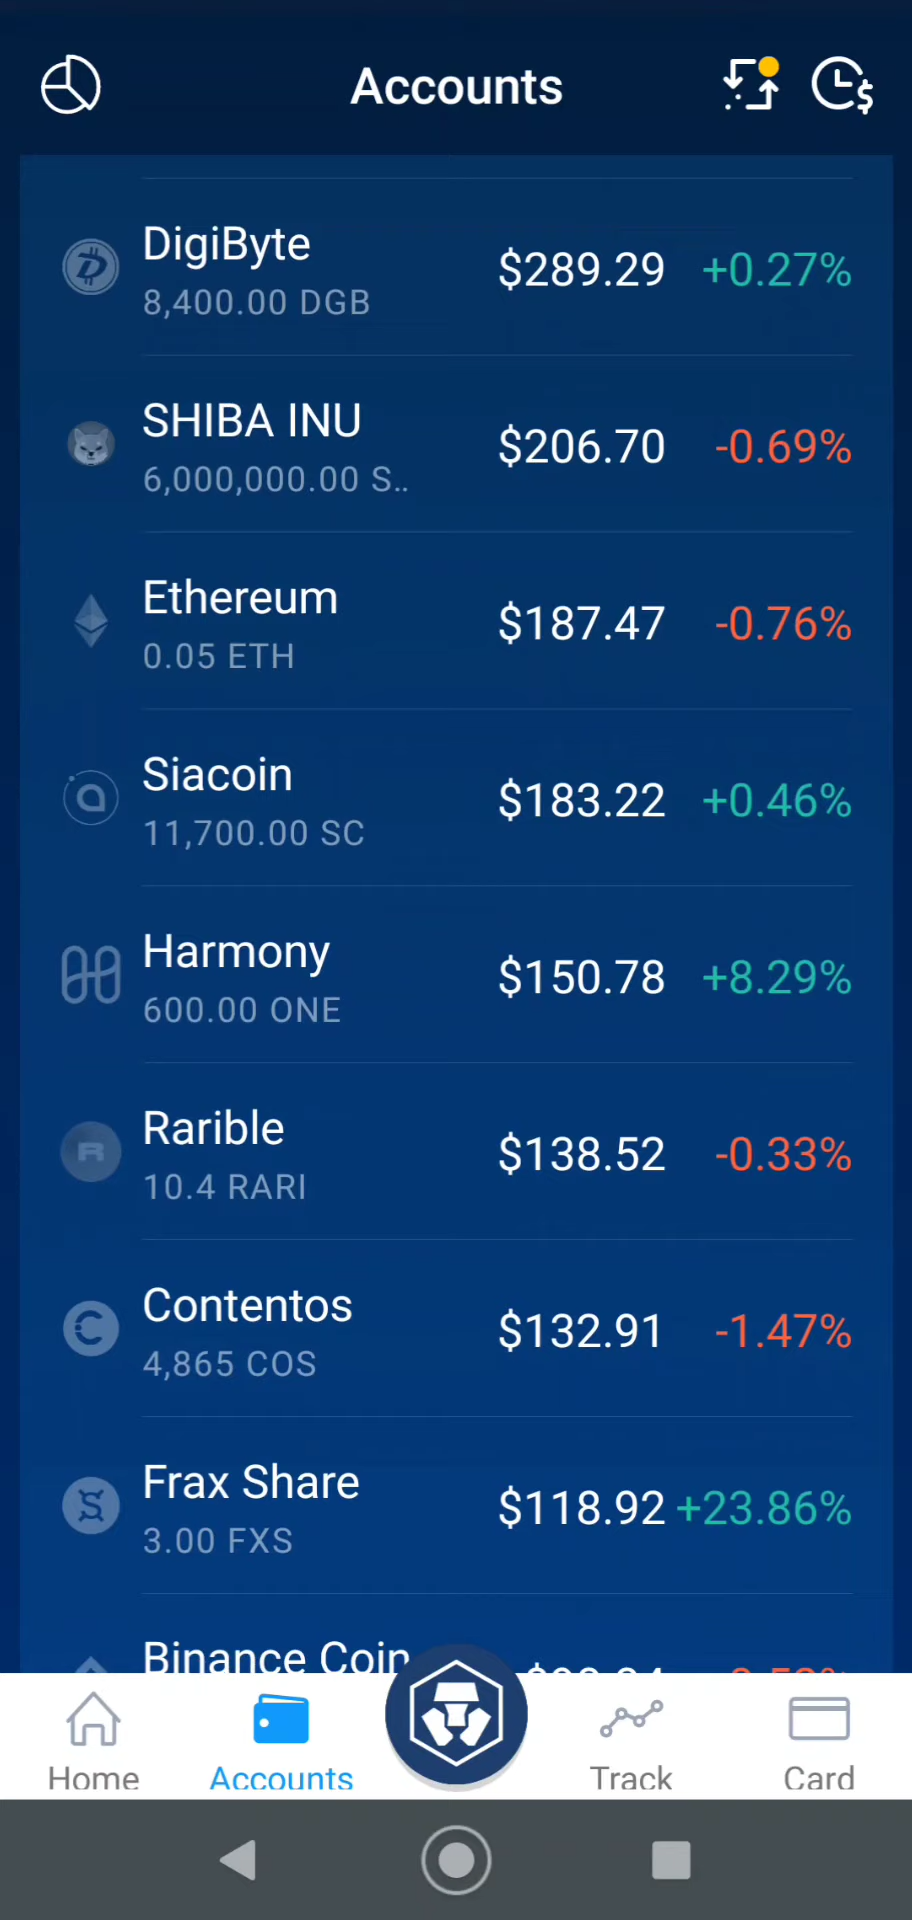 Accounts
DigiByte
$289.29 +0.27%
8,400.00 DGB
SHIBA INU
$206.70 -0.69%
6,000,000.00 S..
Ethereum
$187.47 -0.76%
0.05 ETH
Siacoin
$183.22 +0.46%
11,700.00 SC
Harmony
$150.78 +8.29%
600.00 ONE
Rarible
$138.52 -0.33%
10.4 RARI
Contentos
$132.91 -1.47%
4,865 COS
Frax Share
$118.92 +23.86%
3.00 FXS
Binance Coin
Home Accounts Track Card